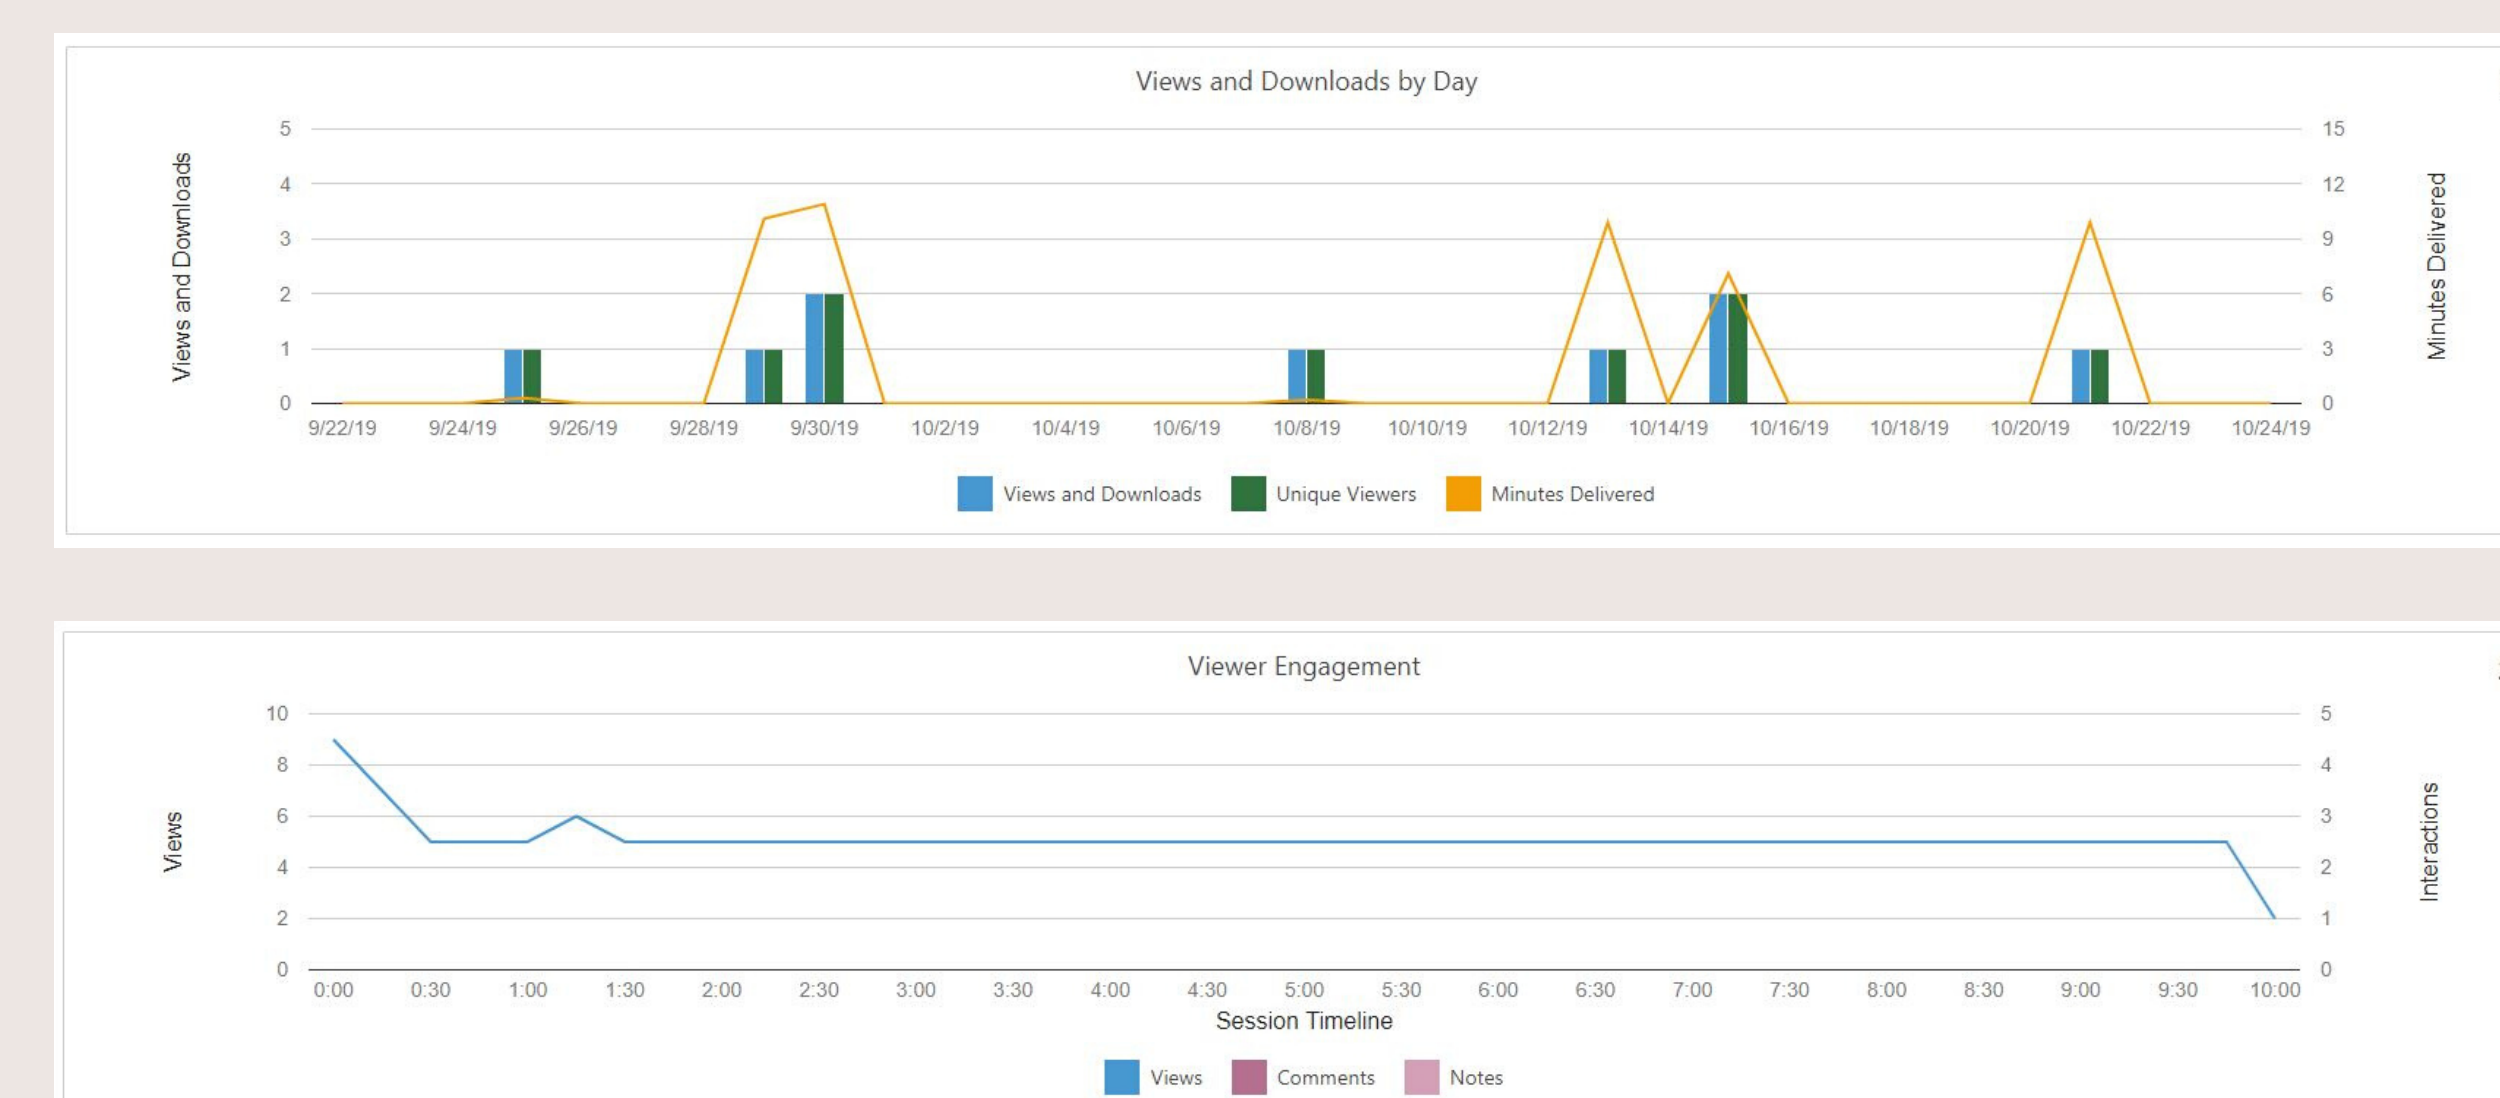 Views and Downloads by Day
Views and Downloads
5
4
3
2
1
0
15
12
9
6
3
0
Minutes Delivered
9/22/19 9/24/19 9/26/19 9/28/19 9/30/19 10/2/19 10/4/19 10/6/19 10/8/19 10/10/19 10/12/19 10/14/19 10/16/19 10/18/19 10/20/19 10/22/19 10/24/19
Views and Downloads Unique Viewers Minutes Delivered
Viewer Engagement
Views
10
8
6
4
2
0
5
4
3
2
1
0
Interactions
0:00 0:30 1:00 1:30 2:00 2:30 3:00 3:30 4:00 4:30 5:00 5:30 6:00 6:30 7:00 7:30 8:00 8:30 9:00 9:30 10:00
Session Timeline
Views Comments Notes